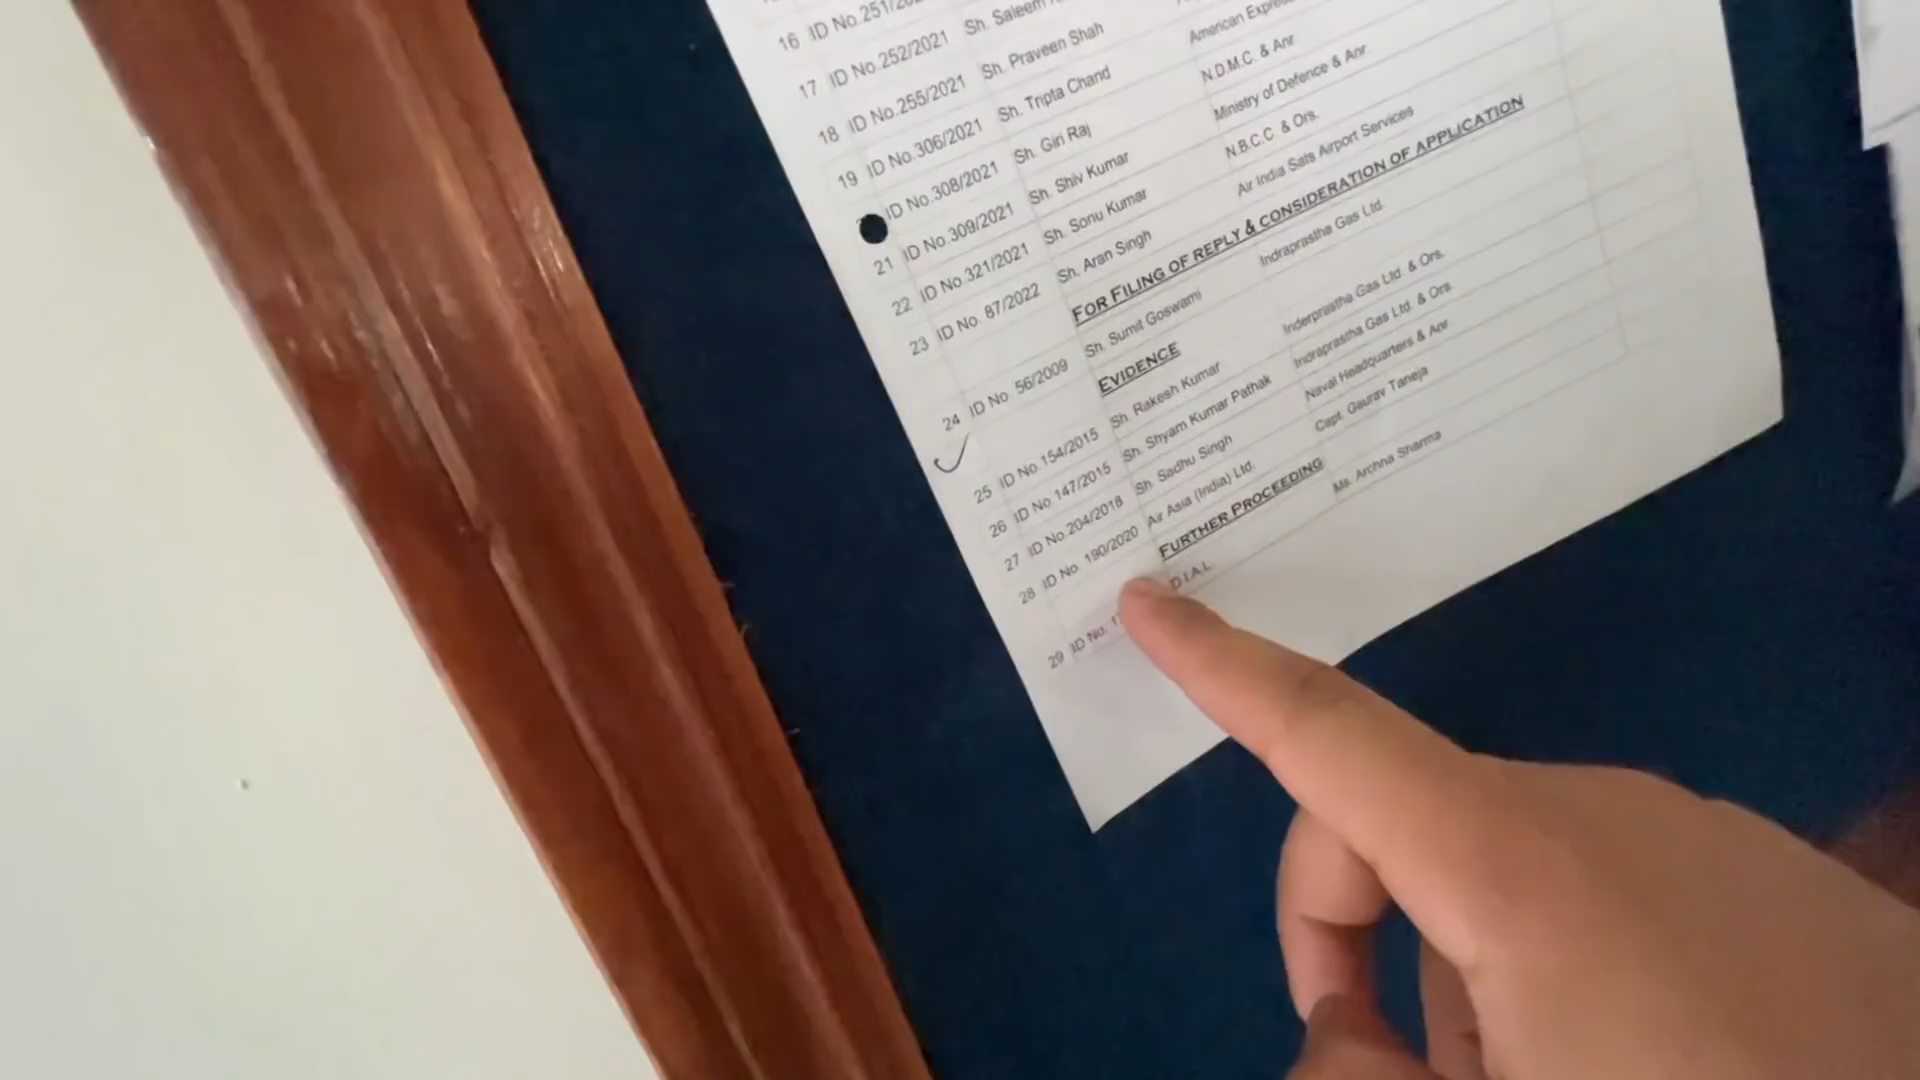 16 ID No.251/20
17 ID No.252/2021 Sh. Saleem
18 ID No.255/2021 Sh. Praveen Shah
19 ID No.306/2021 Sh. Tripta Chand American Expre
ID No.308/2021 Sh. Giri Raj N.D.M.C. & Anr
21 ID No.309/2021 Sh. Shiv Kumar Ministry of Defence & Anr
22 ID No.321/2021 Sh. Sonu Kumar N.B.C.C. & Ors.
23 ID No. 87/2022 Sh. Aran Singh Air India Sats Airport Services
FOR FILING OF REPLY & CONSIDERATION OF APPLICATION
24 ID No. 56/2009 Sh. Sumit Goswami Indraprastha Gas Ltd.
EVIDENCE
25 ID No.154/2015 Sh. Rakesh Kumar Inderprastha Gas Ltd. & Ors.
26 ID No.147/2015 Sh. Shyam Kumar Pathak Indraprastha Gas Ltd. & Ors.
27 ID No.204/2018 Sh. Sadhu Singh Naval Headquarters & Anr
28 ID No. 190/2020 Air Asia (India) Ltd. Capt. Gaurav Taneja
FURTHER PROCEEDING
29 ID No. D.I.A.L. Ms. Archna Sharma